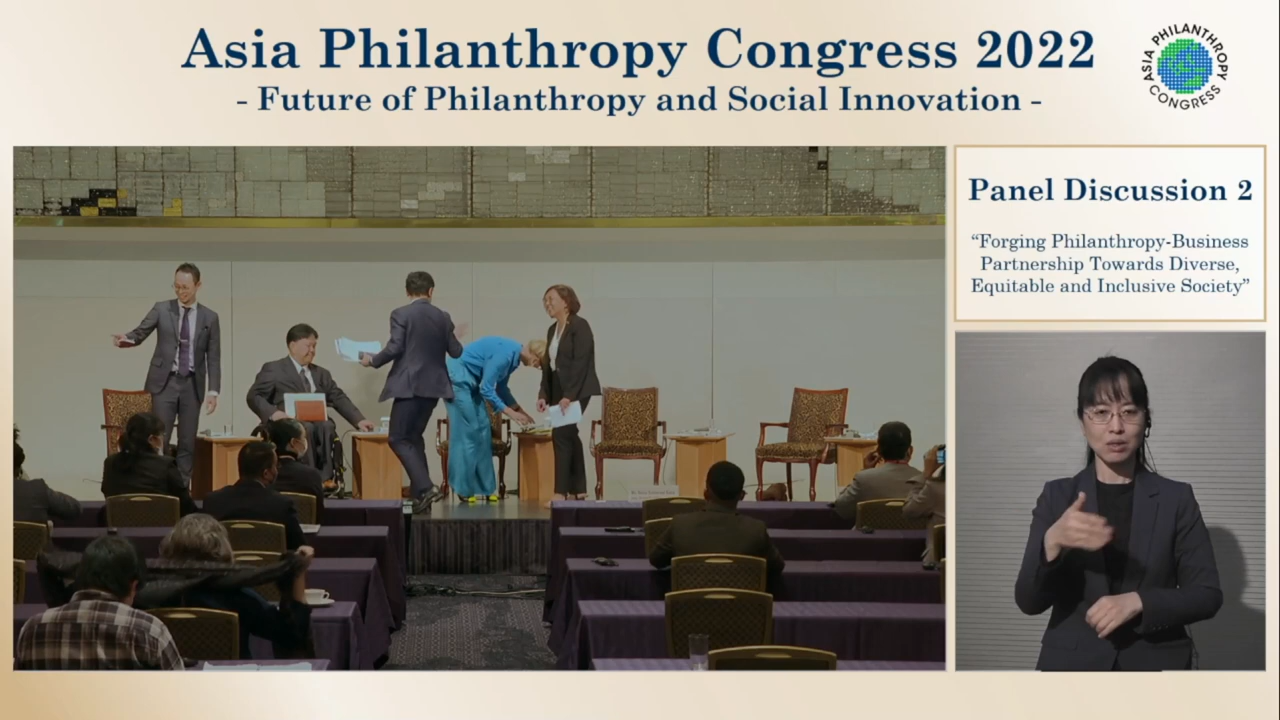 Asia Philanthropy Congress 2022
- Future of Philanthropy and Social Innovation -
ASIA PHILANTHROPY
CONGRESS
Panel Discussion 2
“Forging Philanthropy-Business
Partnership Towards Diverse,
Equitable and Inclusive Society”